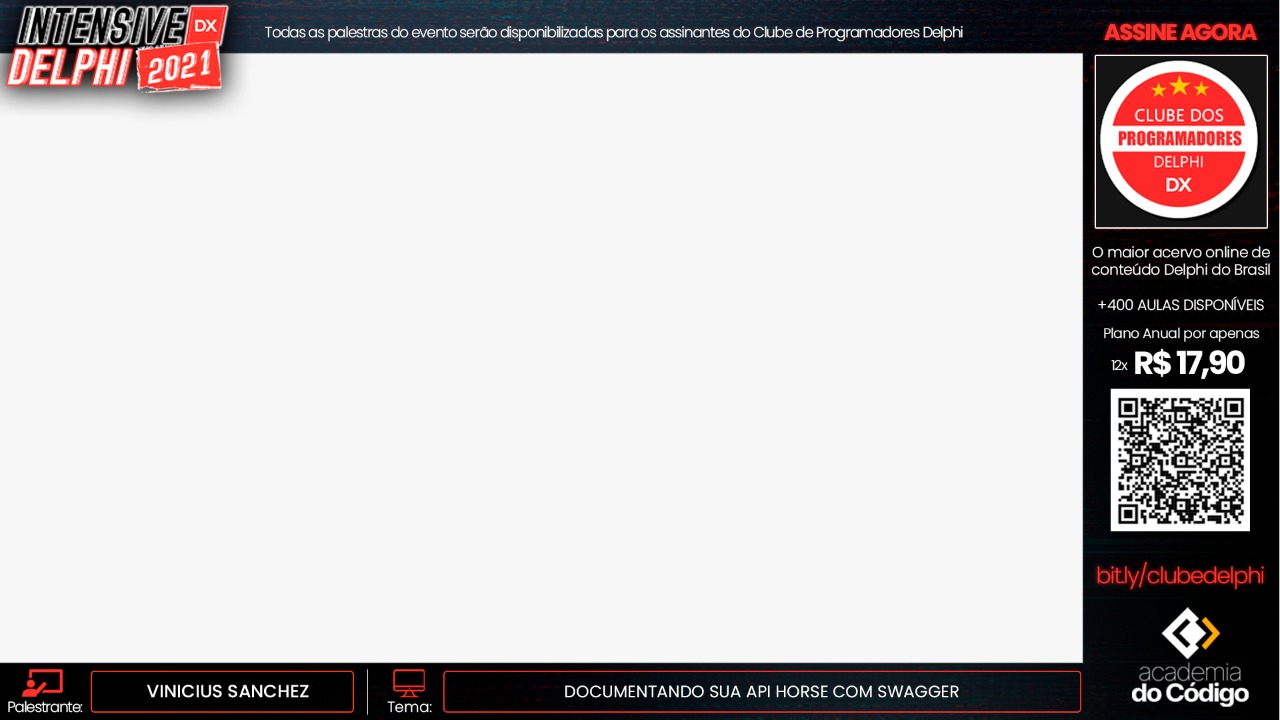 INTENSIVE DX
DELPHI 2021
Todas as palestras do evento serão disponibilizadas para os assinantes do Clube de Programadores Delphi
ASSINE AGORA
CLUBE DOS
PROGRAMADORES
DELPHI
DX
O maior acervo online de
conteúdo Delphi do Brasil
+400 AULAS DISPONÍVEIS
Plano Anual por apenas
12x R$ 17,90
bit.ly/clubedelphi
academia
do Código
Palestrante:
VINICIUS SANCHEZ
Tema:
DOCUMENTANDO SUA API HORSE COM SWAGGER